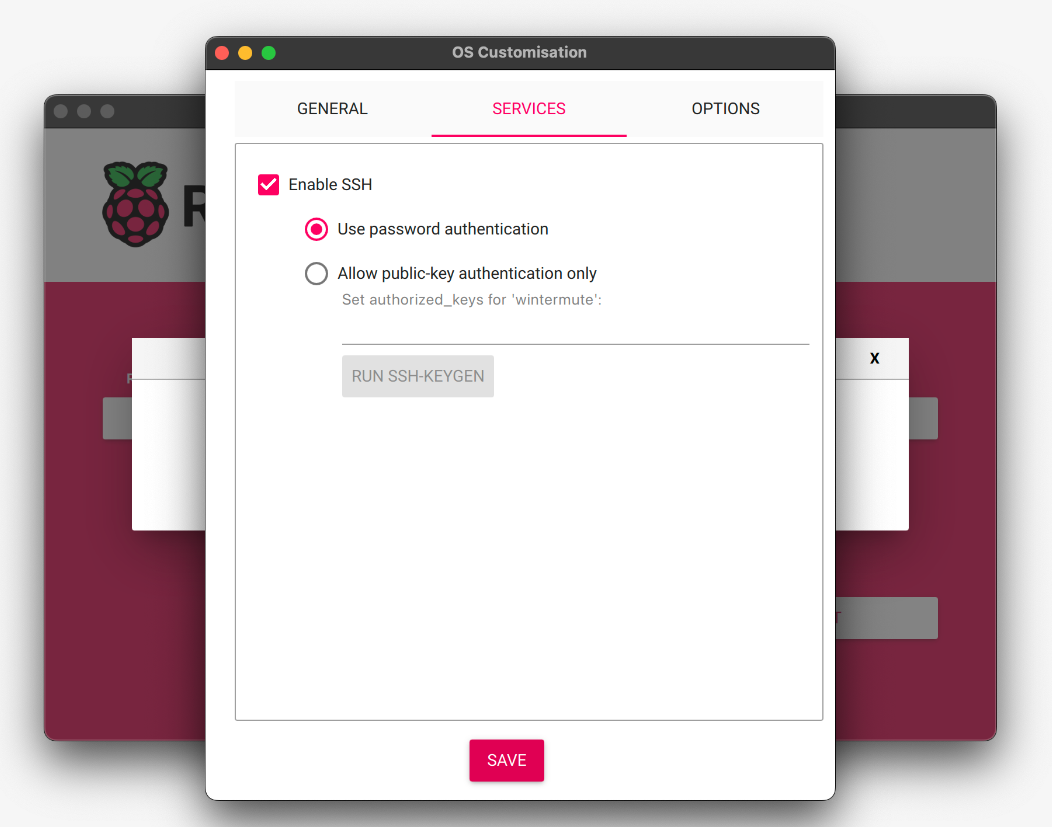 OS Customisation
GENERAL
SERVICES
OPTIONS
Enable SSH
Use password authentication
Allow public-key authentication only
Set authorized_keys for 'wintermute':
RUN SSH-KEYGEN
SAVE
X